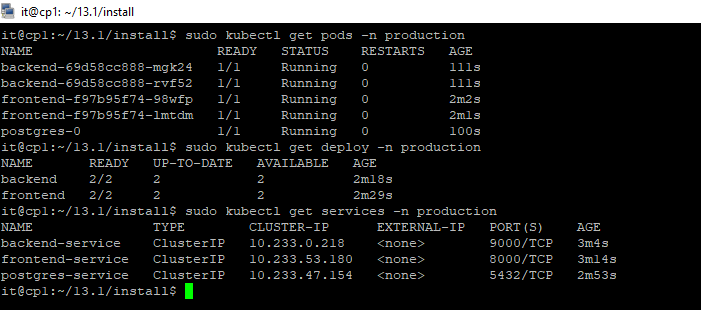 it@cp1: ~/13.1/install
it@cp1:~/13.1/install$ sudo kubectl get pods -n production
NAME                        READY   STATUS    RESTARTS   AGE
backend-69d58cc888-mgk24    1/1     Running   0          111s
backend-69d58cc888-rvf52    1/1     Running   0          111s
frontend-f97b95f74-98wfp    1/1     Running   0          2m2s
frontend-f97b95f74-lmtdm    1/1     Running   0          2m1s
postgres-0                  1/1     Running   0          100s
it@cp1:~/13.1/install$ sudo kubectl get deploy -n production
NAME       READY   UP-TO-DATE   AVAILABLE   AGE
backend    2/2     2            2           2m18s
frontend   2/2     2            2           2m29s
it@cp1:~/13.1/install$ sudo kubectl get services -n production
NAME               TYPE        CLUSTER-IP      EXTERNAL-IP   PORT(S)    AGE
backend-service    ClusterIP   10.233.0.218    <none>        9000/TCP   3m4s
frontend-service   ClusterIP   10.233.53.180   <none>        8000/TCP   3m14s
postgres-service   ClusterIP   10.233.47.154   <none>        5432/TCP   2m53s
it@cp1:~/13.1/install$